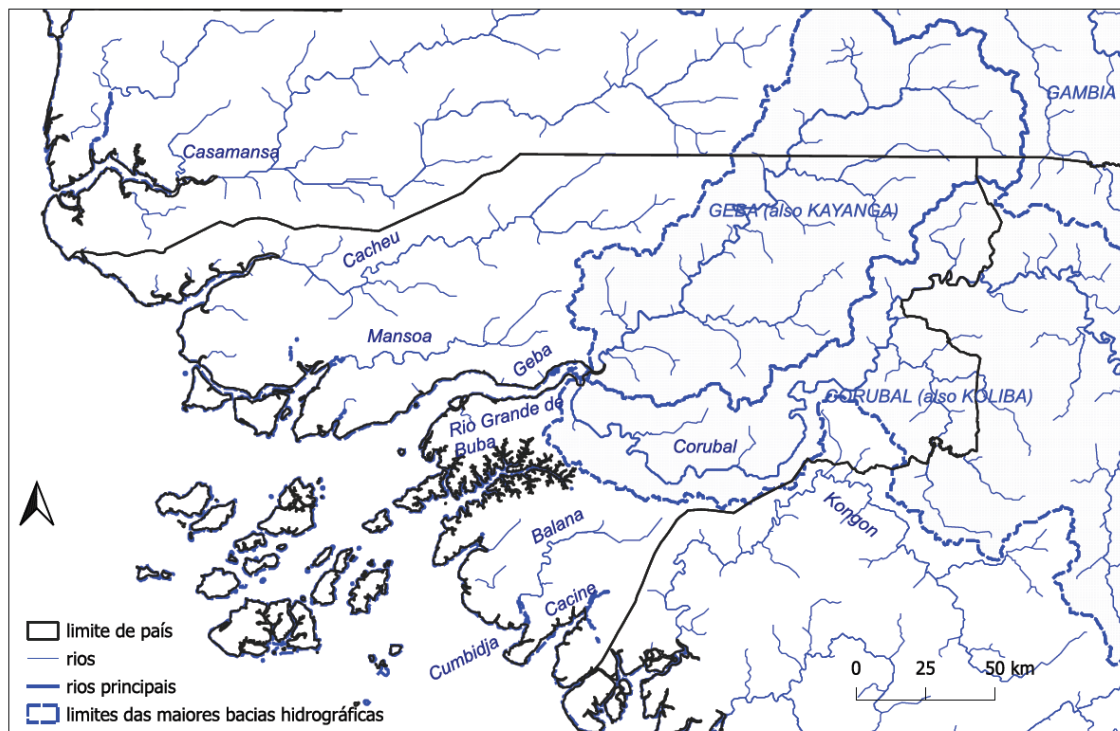 GAMBIA
Casamansa
GEBA (also KAYANGA)
Cacheu
Mansoa
Geba
CORUBAL (also KOLIBA)
Rio Grande de
Buba
Corubal
Kongon
Balana
Cacine
Cumbidja
limite de país
rios
rios principais
limites das maiores bacias hidrográficas
0 25 50 km